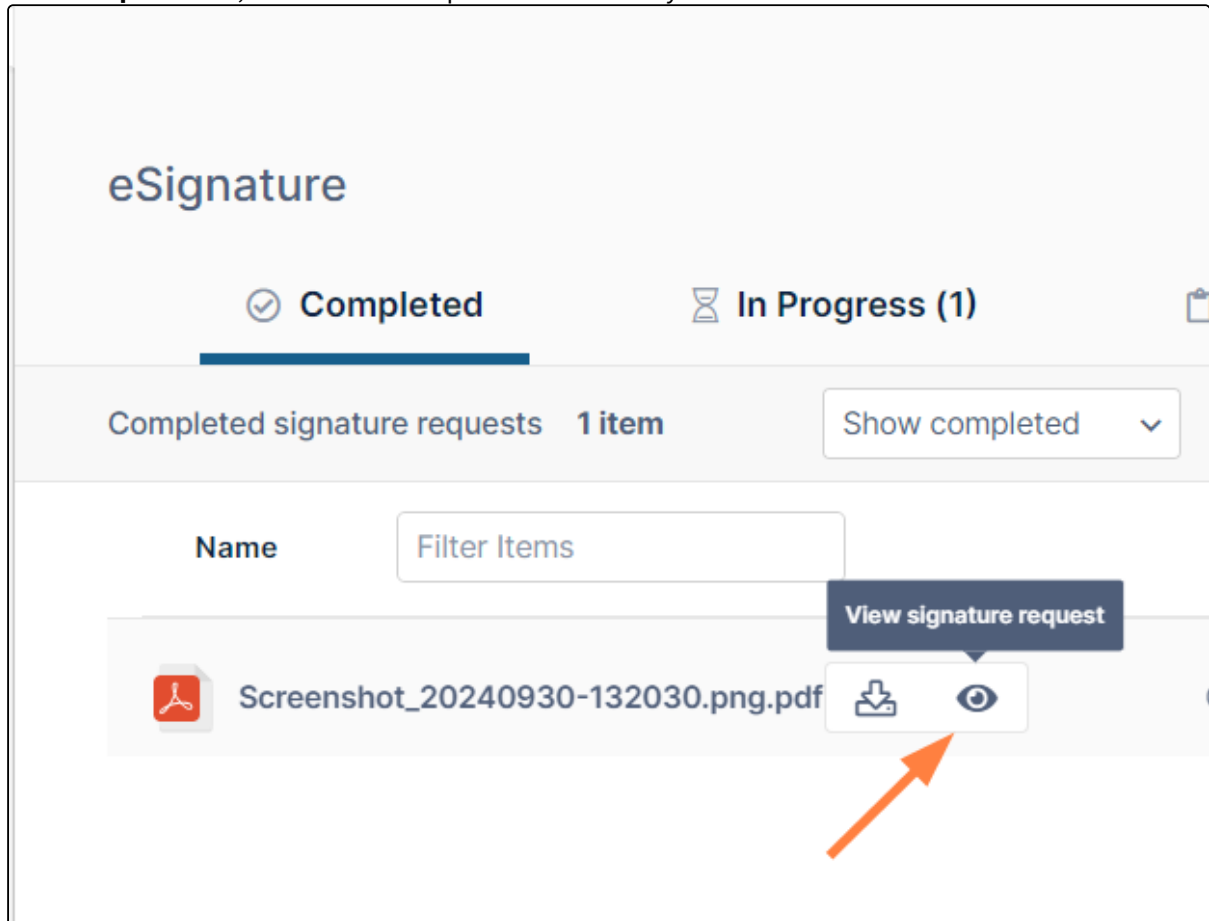 eSignature
Completed In Progress (1)
Completed signature requests 1 item Show completed
Name Filter Items
View signature request
Screenshot_20240930-132030.png.pdf